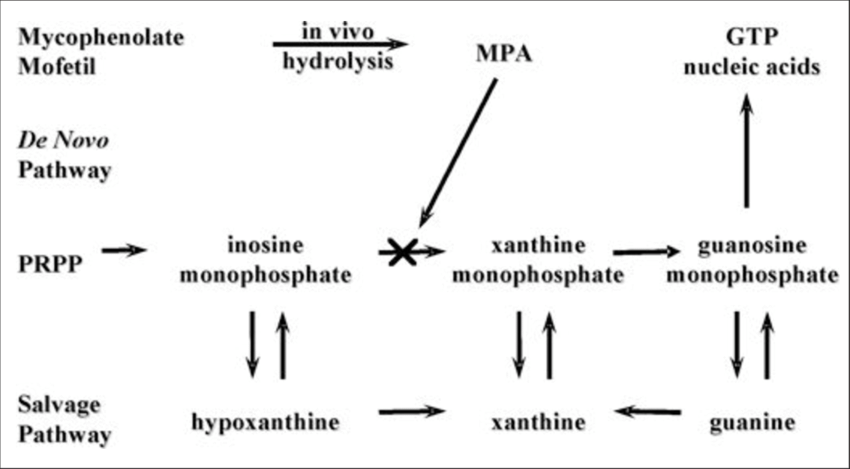 Mycophenolate
Mofetil
in vivo
hydrolysis
MPA
GTP
nucleic acids
De Novo
Pathway
PRPP
inosine
monophosphate
xanthine
monophosphate
guanosine
monophosphate
Salvage
Pathway
hypoxanthine
xanthine
guanine